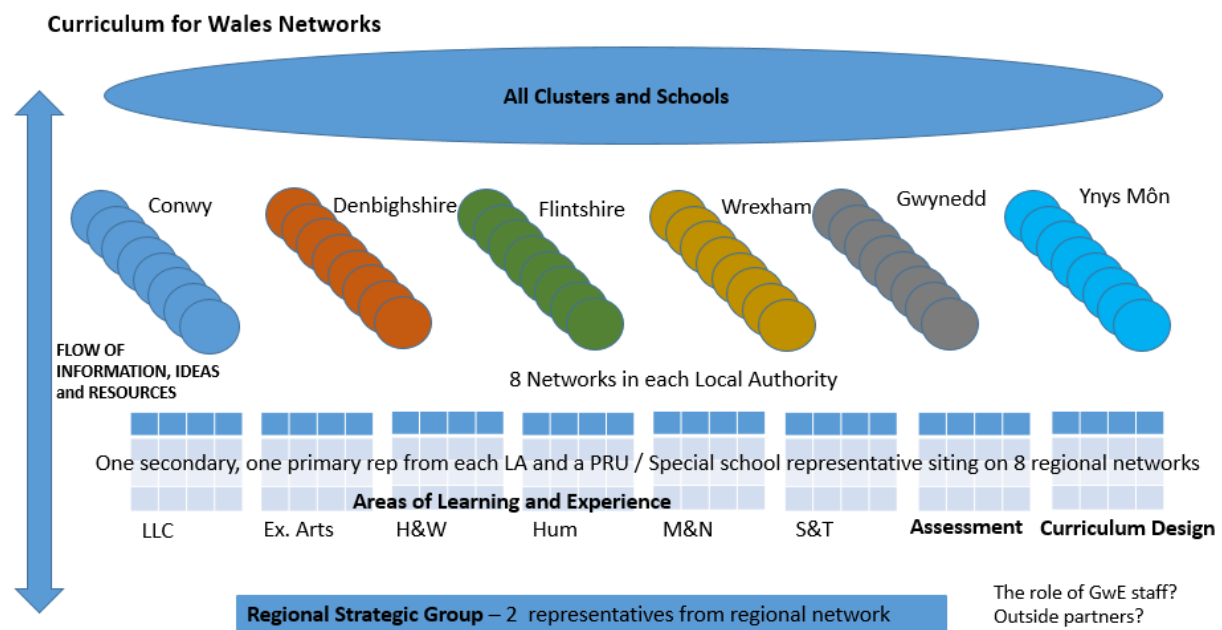 Curriculum for Wales Networks
All Clusters and Schools
Conwy
Denbighshire
Flintshire
Wrexham
Gwynedd
Ynys Môn
FLOW OF
INFORMATION, IDEAS
and RESOURCES
8 Networks in each Local Authority
One secondary, one primary rep from each LA and a PRU / Special school representative siting on 8 regional networks
Areas of Learning and Experience
LLC
Ex. Arts
H&W
Hum
M&N
S&T
Assessment
Curriculum Design
Regional Strategic Group – 2 representatives from regional network
The role of GwE staff?
Outside partners?